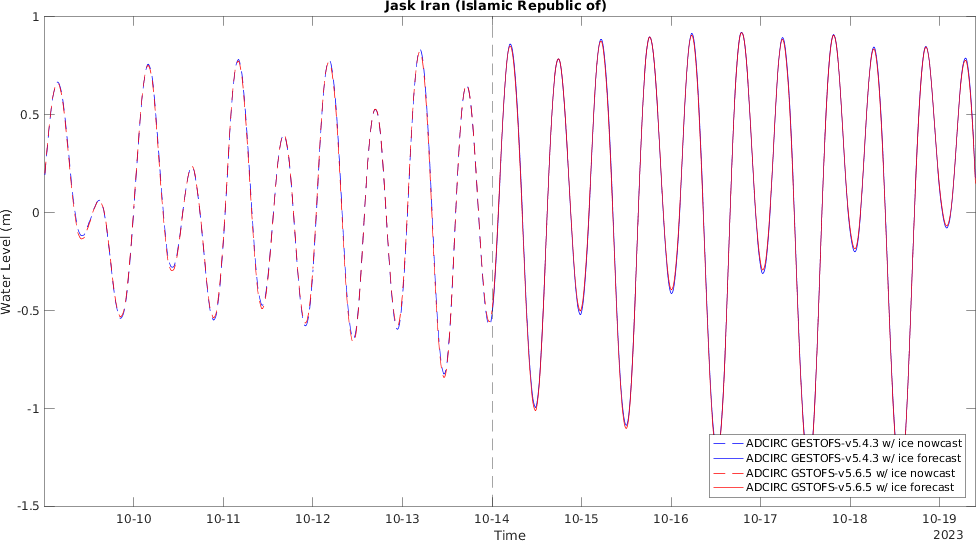 Jask Iran (Islamic Republic of)
1
0.5
0
-0.5
-1
-1.5
Water Level (m)
ADCIRC GESTOFS-v5.4.3 w/ ice nowcast
ADCIRC GESTOFS-v5.4.3 w/ ice forecast
ADCIRC GSTOFS-v5.6.5 w/ ice nowcast
ADCIRC GSTOFS-v5.6.5 w/ ice forecast
10-10 10-11 10-12 10-13 10-14 10-15 10-16 10-17 10-18 10-19
Time
2023